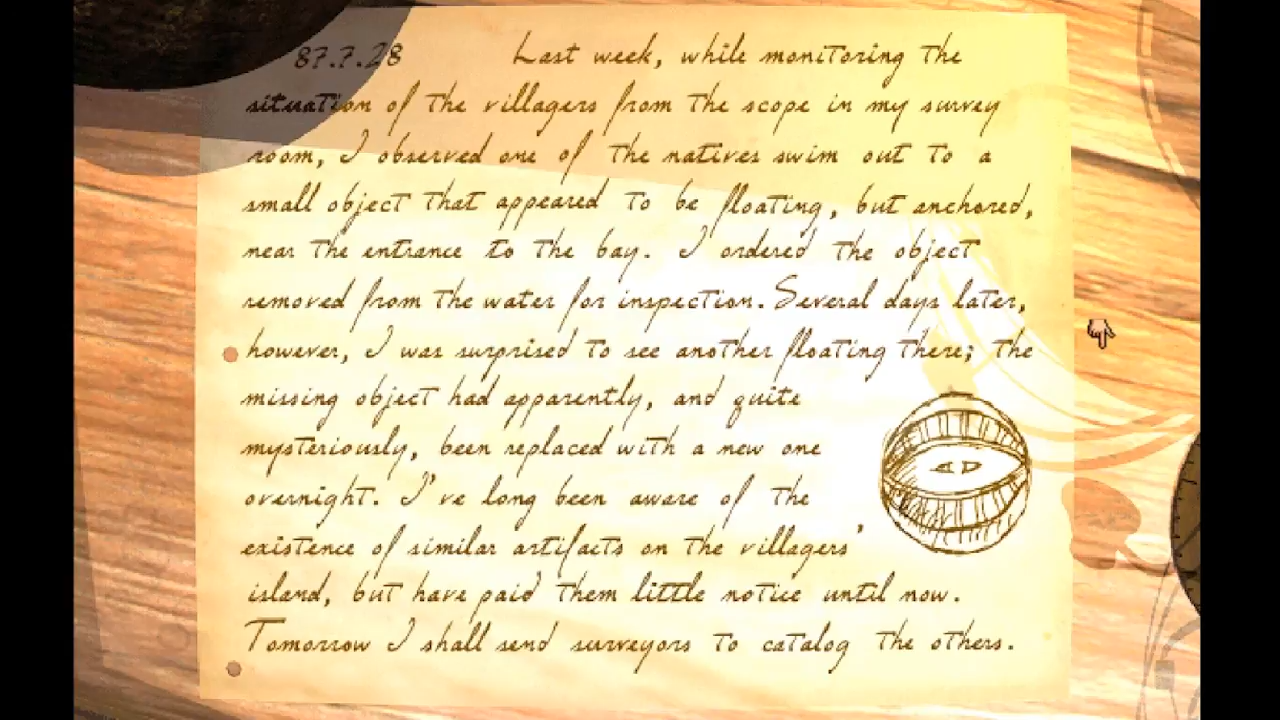 87.7.28 Last week, while monitoring the
situation of the villagers from the scope in my survey
room, I observed one of the natives swim out to a
small object that appeared to be floating, but anchored,
near the entrance to the bay. I ordered the object
removed from the water for inspection. Several days later,
however, I was surprised to see another floating there; the
missing object had apparently, and quite
mysteriously, been replaced with a new one
overnight. I've long been aware of the
existence of similar artifacts on the villagers'
island, but have paid them little notice until now.
Tomorrow I shall send surveyors to catalog the others.